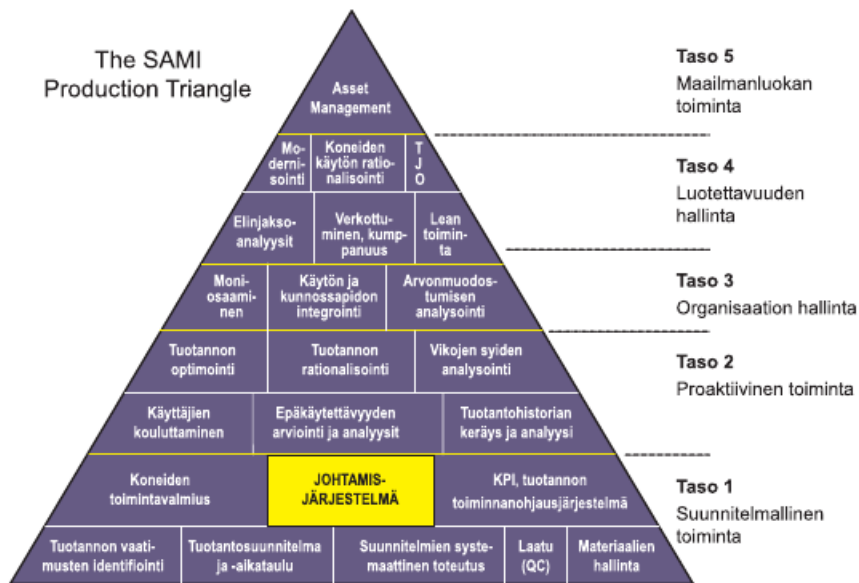 The SAMI
Production Triangle
Asset
Management
Taso 5
Maailmanluokan
toiminta
Mo-
derni-
sointi
Koneiden
käytön ratio-
nalisointi
T
J
O
Elinjakso-
analyysit
Verkottu-
minen, kump-
panuus
Lean
toimin-
ta
Taso 4
Luotettavuuden
hallinta
Moni-
osaami-
nen
Käytön ja
kunnossapidon
integrointi
Arvonmuodos-
tumisen
analysointi
Taso 3
Organisaation hallinta
Tuotannon
optimointi
Tuotannon
rationalisointi
Vikojen syiden
analysointi
Käyttäjien
kouluttaminen
Epäkäytettävyyden
arviointi ja analyysit
Tuotantohistorian
keräys ja analyysi
Taso 2
Proaktiivinen toiminta
Koneiden
toimintavalmius
JOHTAMIS-
JÄRJESTELMÄ
KPI, tuotannon
toiminnanohjausjärjestelmä
Tuotannon vaati-
musten identifiointi
Tuotantosuunnitelma
ja -aikataulu
Suunnitelmien syste-
maattinen toteutus
Laatu
(QC)
Materiaalien
hallinta
Taso 1
Suunnitelmallinen
toiminta